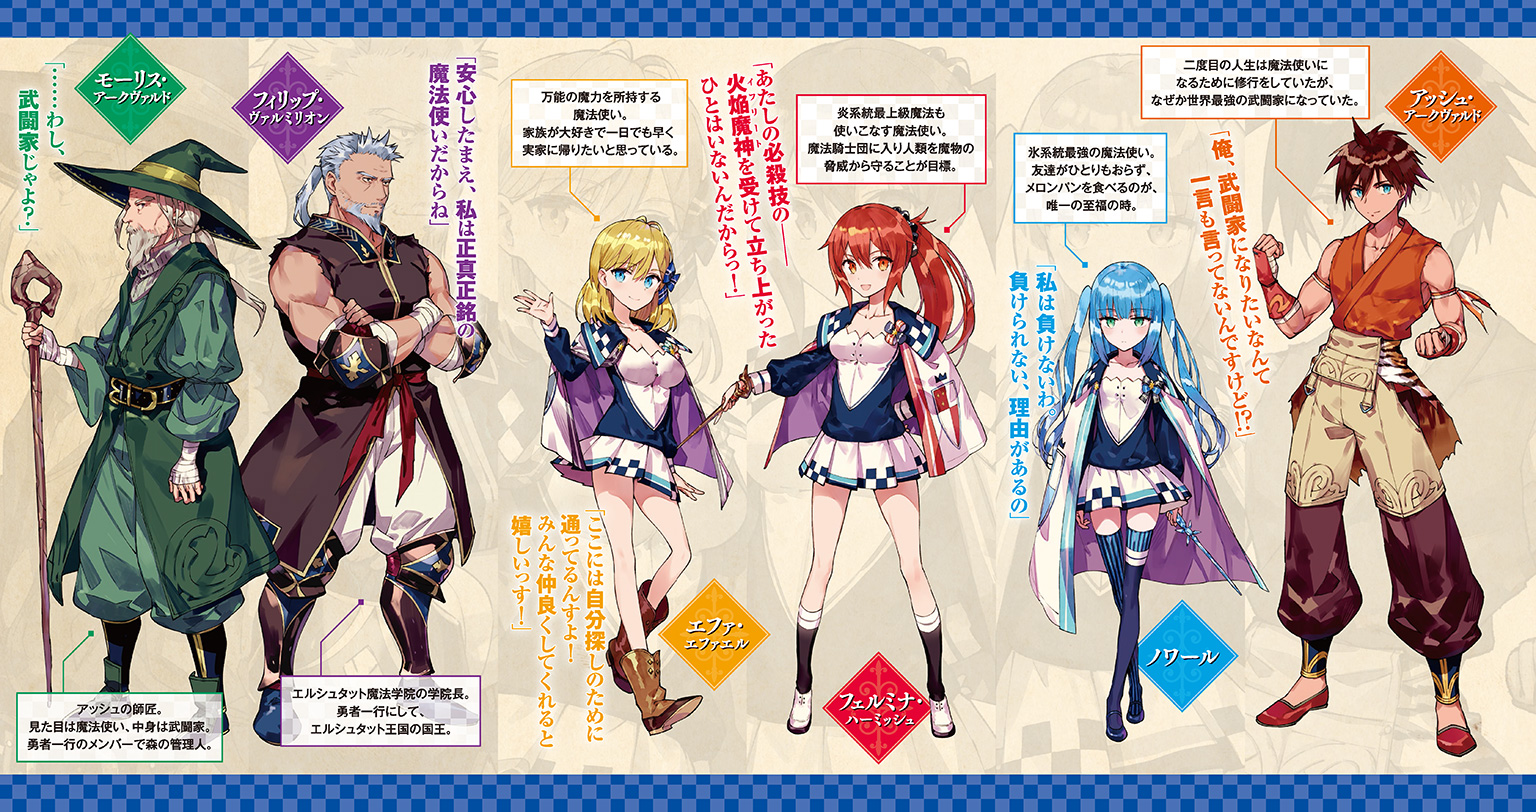 アッシュ・
アークヴァルド
二度目の人生は魔法使いに
なるために修行をしていたが、
なぜか世界最強の武闘家になっていた。
「俺、武闘家になりたいなんて
一言も言ってないんですけど!?」
ノワール
氷系統最強の魔法使い。
友達がひとりもおらず、
メロンパンを食べるのが、
唯一の至福の時。
「私は負けないわ。
負けられない、理由があるの」
フェルミナ・
ハーミッシュ
炎系統最上級魔法も
使いこなす魔法使い。
魔法騎士団に入り人類を魔物の
脅威から守ることが目標。
「あたしの必殺技の――
火焔魔神を受けて立ち上がった
イフリート
ひとはいないんだからっ!」
エファ・
エファエル
万能の魔力を所持する
魔法使い。
家族が大好きで一日でも早く
実家に帰りたいと思っている。
「ここには自分探しのために
通ってるんすよ!
みんな仲良くしてくれると
嬉しいっす!」
フィリップ・
ヴァルミリオン
「安心したまえ、私は正真正銘の
魔法使いだからね」
エルシュタット魔法学院の学院長。
勇者一行にして、
エルシュタット王国の国王。
モーリス・
アークヴァルド
「……わし、
武闘家じゃよ?」
アッシュの師匠。
見た目は魔法使い、中身は武闘家。
勇者一行のメンバーで森の管理人。